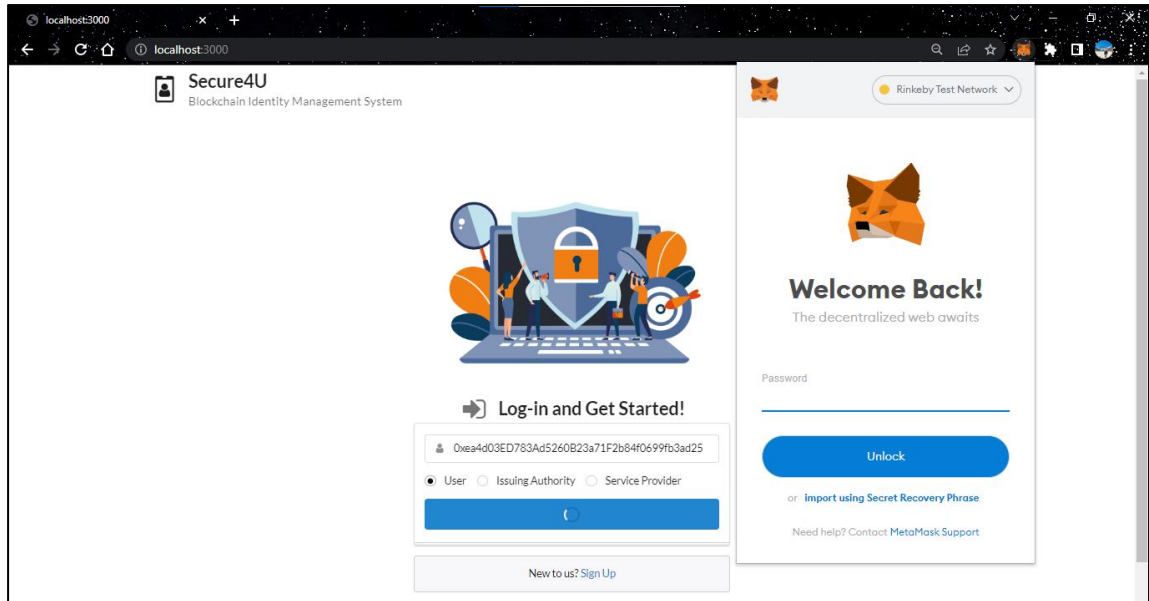 localhost:3000
localhost:3000
Secure4U
Blockchain Identity Management System
Log-in and Get Started!
0xea4d03ED783Ad5260B23a71F2b84f0699fb3ad25
User Issuing Authority Service Provider
New to us? Sign Up
Rinkeby Test Network
Welcome Back!
The decentralized web awaits
Password
Unlock
or import using Secret Recovery Phrase
Need help? Contact MetaMask Support